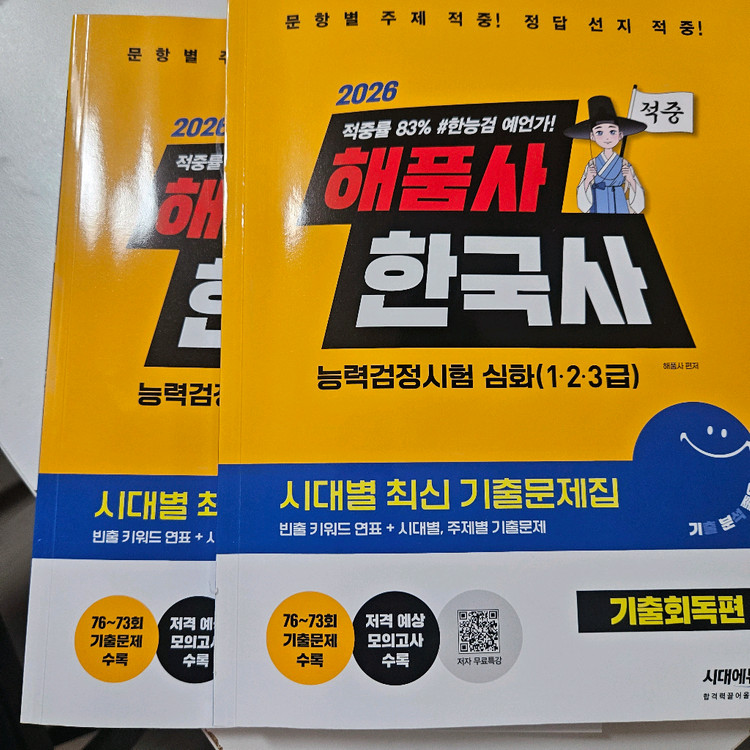 문항별 주제 적중! 정답 선지 적중!
2026
적중률 83% #한능검 예언가!
적중
해품사
한국사
능력검정시험 심화(1·2·3급)
해품사 편저
시대별 최신 기출문제집
빈출 키워드 연표 + 시대별, 주제별 기출문제
기출 분석
76~73회
기출문제
수록
저격 예상
모의고사
수록
저자 무료특강
기출회독편
시대에
문항별
2026
적중률
해
능력검정
시대별 최
빈출 키워드 연표 +
76~73회
기출문제
수록
저격 예
모의고
수록